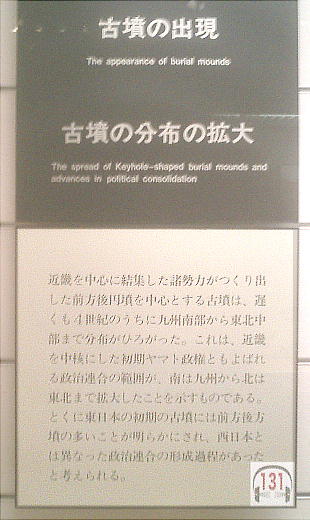 古墳の出現
The appearance of burial mounds
古墳の分布の拡大
The spread of Keyhole-shaped burial mounds and
advances in political consolidation
近畿を中心に結集した諸勢力がつくり出
した前方後円墳を中心とする古墳は、遅
くも4世紀のうちに九州南部から東北中
部まで分布がひろがった。これは、近畿
を中核にした初期ヤマト政権ともよばれ
る政治連合の範囲が、南は九州から北は
東北まで拡大したことを示すものである。
とくに東日本の初期の古墳には前方後方
墳の多いことが明らかにされ、西日本と
は異なった政治連合の形成過程があった
と考えられる。
131